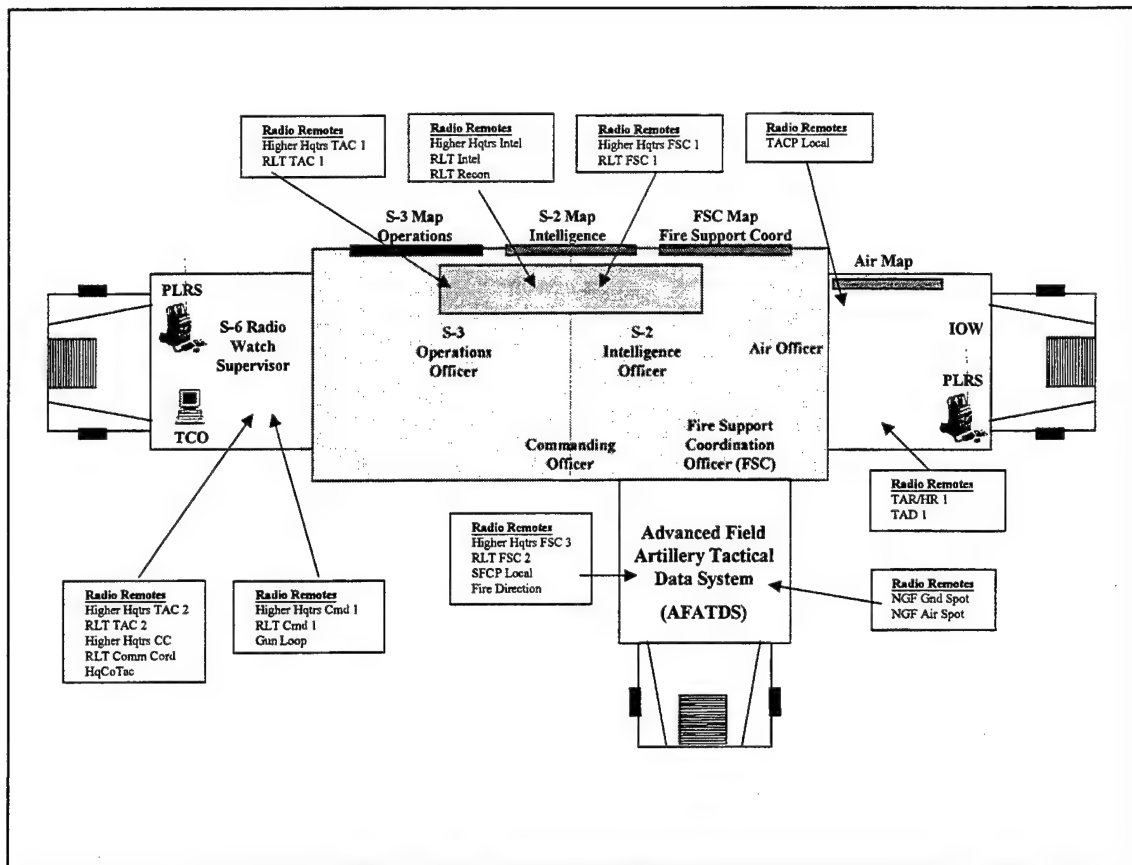 Radio Remotes
Higher Hqtrs TAC 1
RLT TAC 1
Radio Remotes
Higher Hqtrs Intel
RLT Intel
RLT Recon
Radio Remotes
Higher Hqtrs FSC 1
RLT FSC 1
Radio Remotes
TACP Local
S-3 Map
Operations
S-2 Map
Intelligence
FSC Map
Fire Support Coord
Air Map
PLRS
S-6 Radio
Watch
Supervisor
TCO
S-3
Operations
Officer
S-2
Intelligence
Officer
Air Officer
IOW
PLRS
Commanding
Officer
Fire Support
Coordination
Officer (FSC)
Radio Remotes
TAR/HR 1
TAD 1
Radio Remotes
Higher Hqtrs FSC 3
RLT FSC 2
SFCP Local
Fire Direction
Advanced Field
Artillery Tactical
Data System
(AFATDS)
Radio Remotes
NGF Gnd Spot
NGF Air Spot
Radio Remotes
Higher Hqtrs TAC 2
RLT TAC 2
Higher Hqtrs CC
RLT Comm Cord
HqCoTac
Radio Remotes
Higher Hqtrs Cmd 1
RLT Cmd 1
Gun Loop